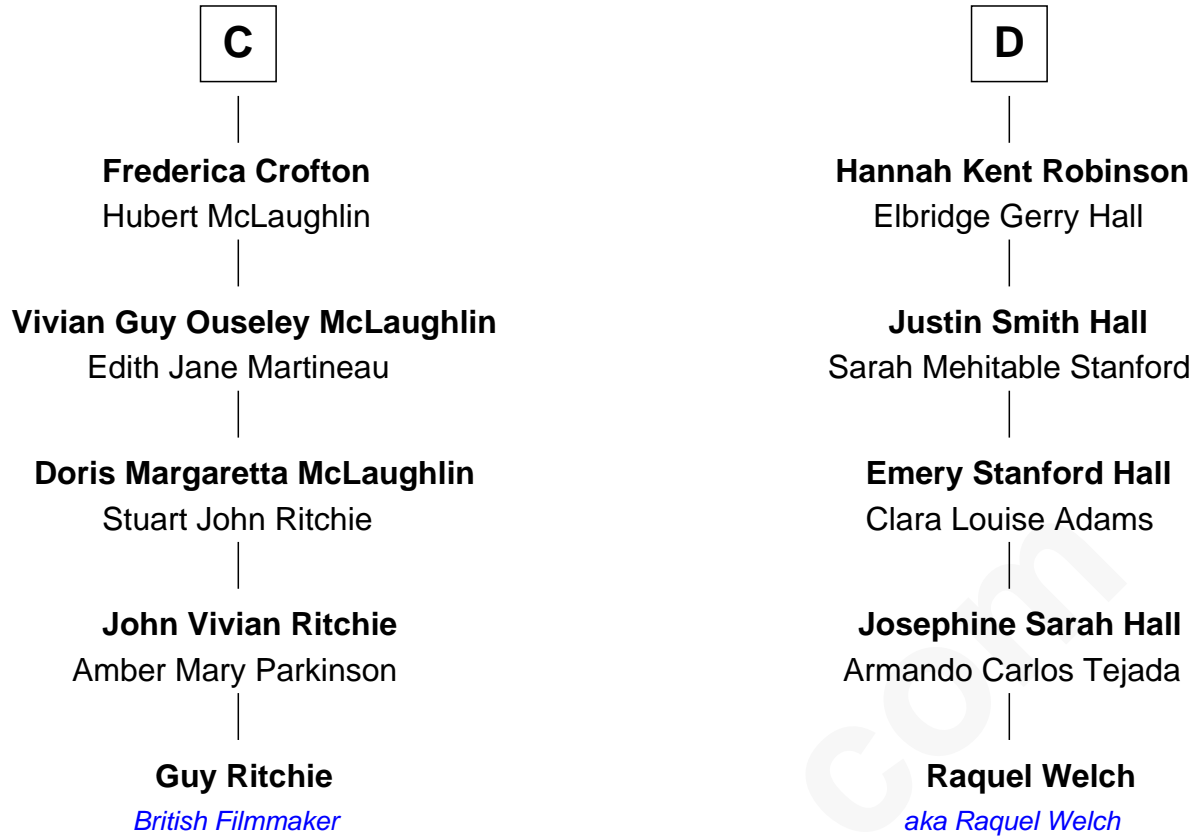 C
Frederica Crofton
Hubert McLaughlin
Vivian Guy Ouseley McLaughlin
Edith Jane Martineau
Doris Margaretta McLaughlin
Stuart John Ritchie
John Vivian Ritchie
Amber Mary Parkinson
Guy Ritchie
British Filmmaker
D
Hannah Kent Robinson
Elbridge Gerry Hall
Justin Smith Hall
Sarah Mehitable Stanford
Emery Stanford Hall
Clara Louise Adams
Josephine Sarah Hall
Armando Carlos Tejada
Raquel Welch
aka Raquel Welch
com